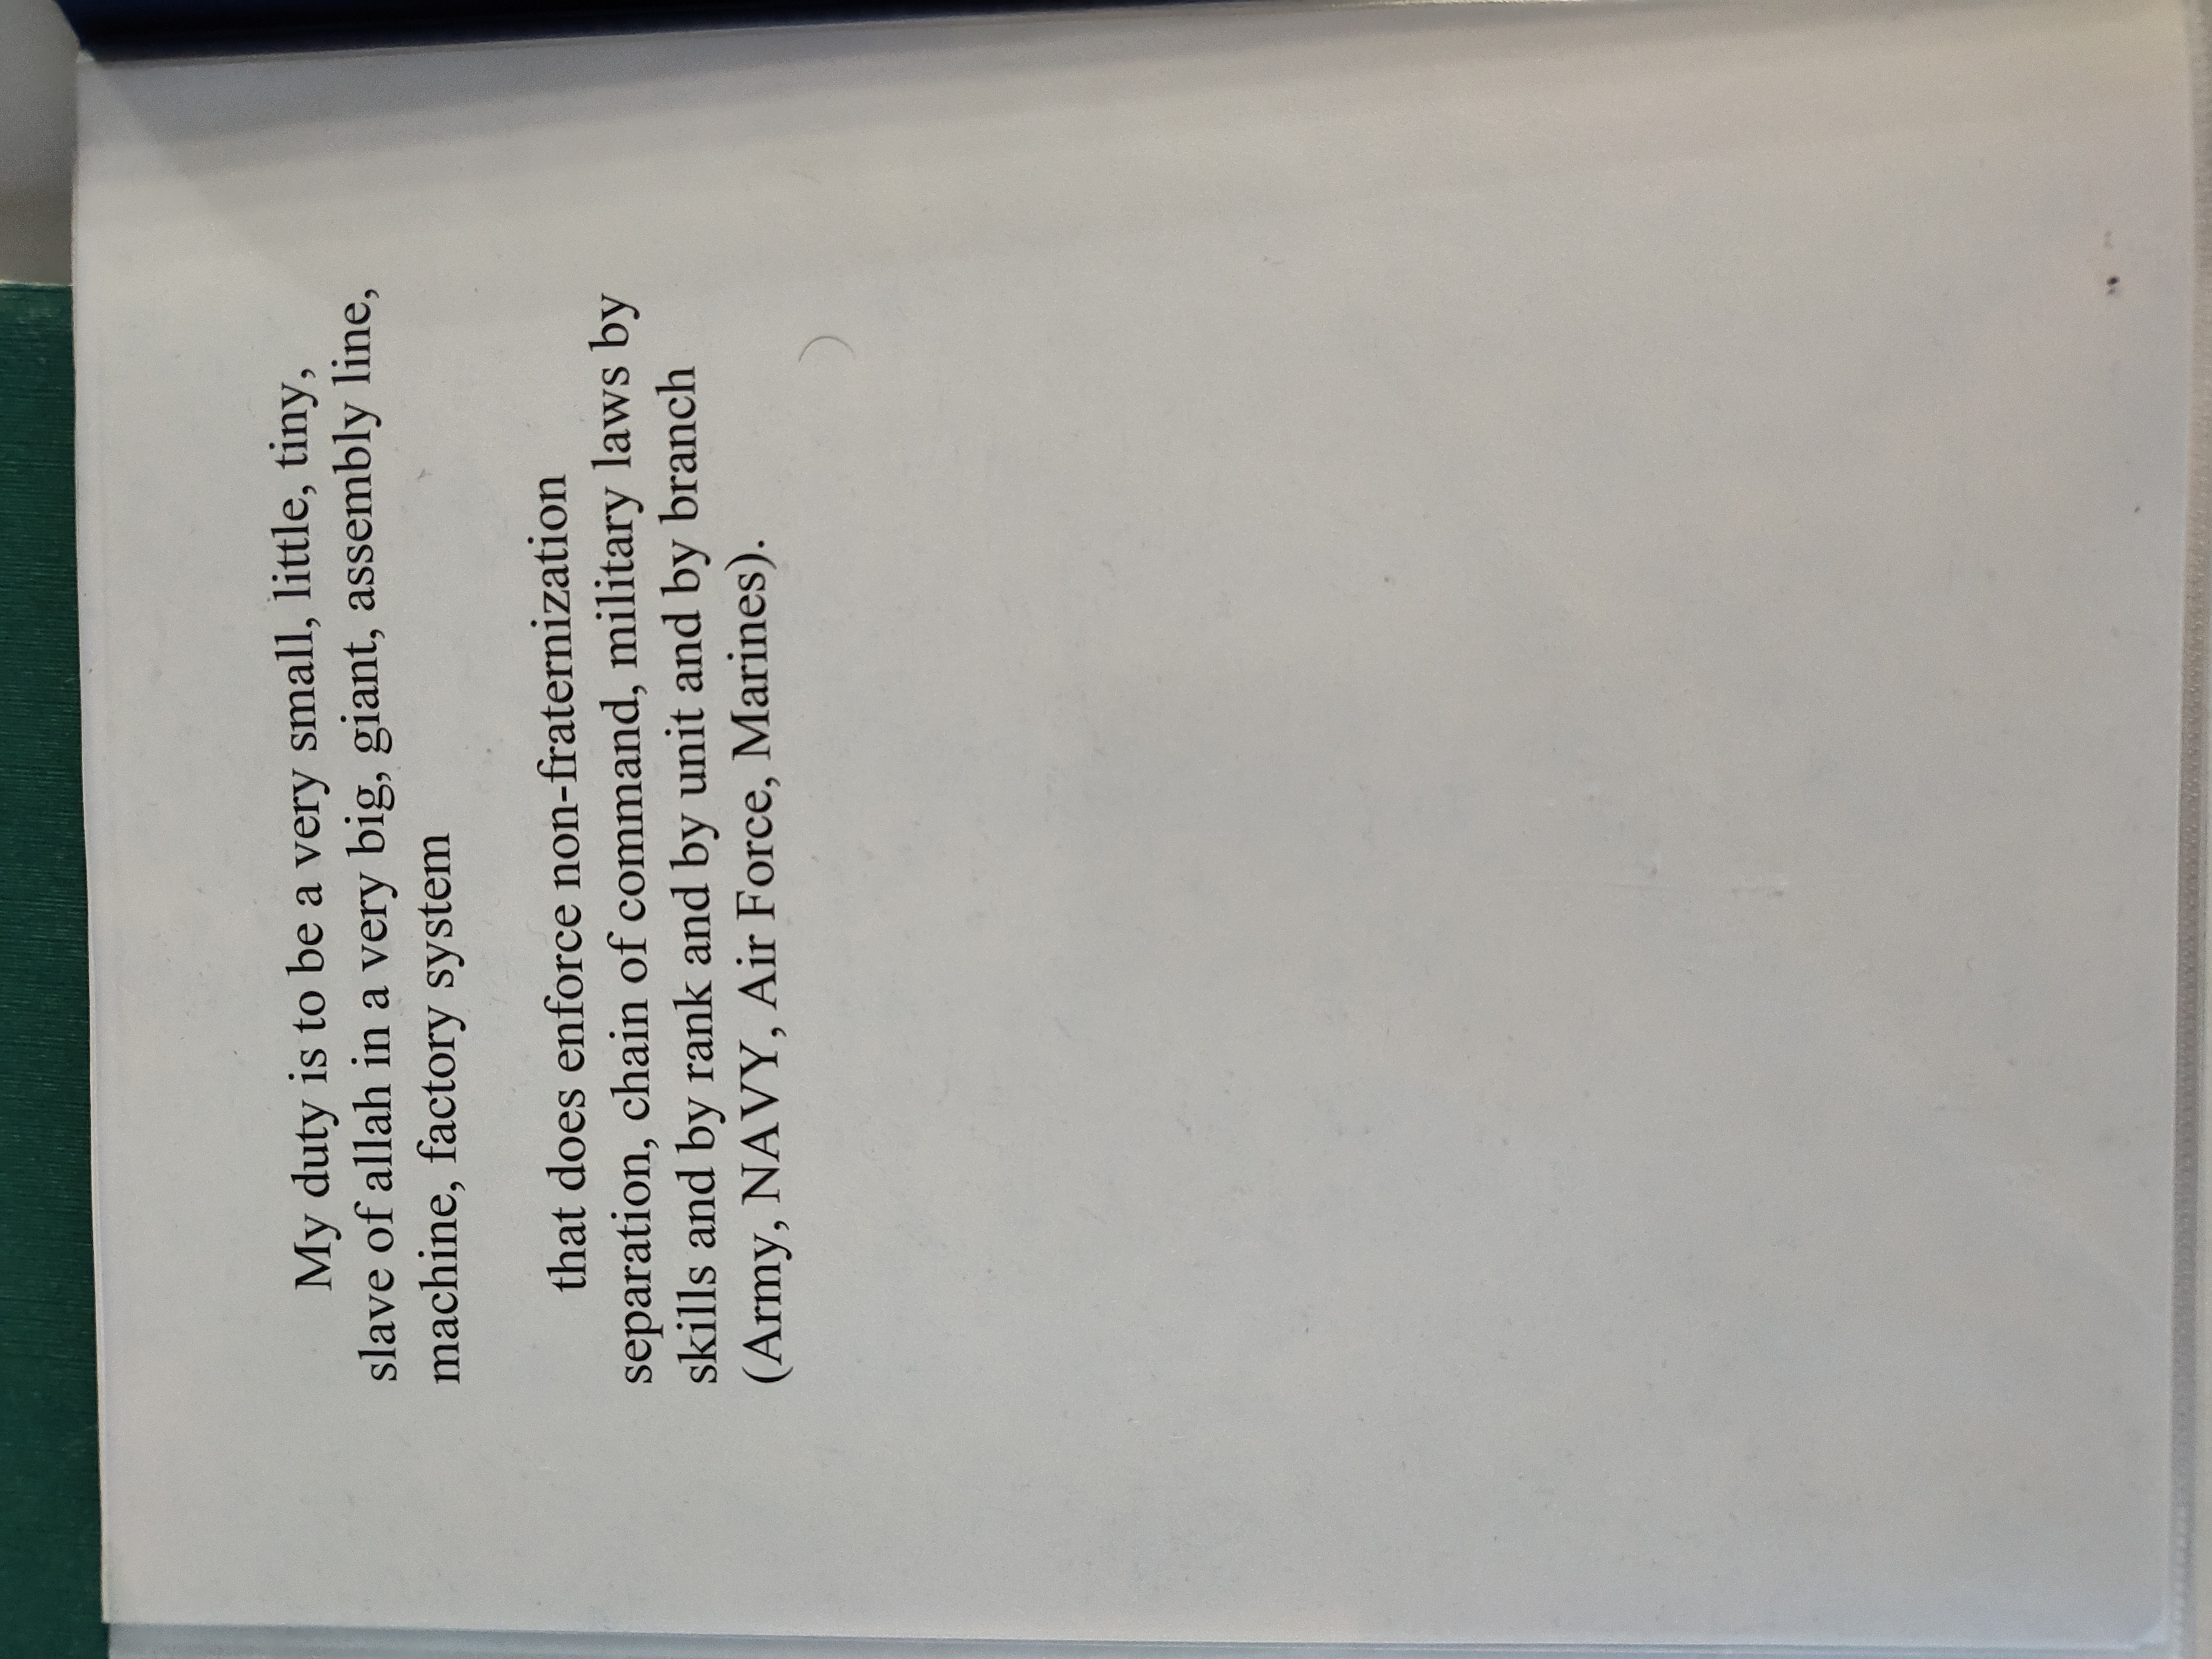 My duty is to be a very small, little, tiny,
slave of allah in a very big, giant, assembly line,
machine, factory system
that does enforce non-fraternization
separation, chain of command, military laws by
skills and by rank and by unit and by branch
(Army, NAVY, Air Force, Marines).